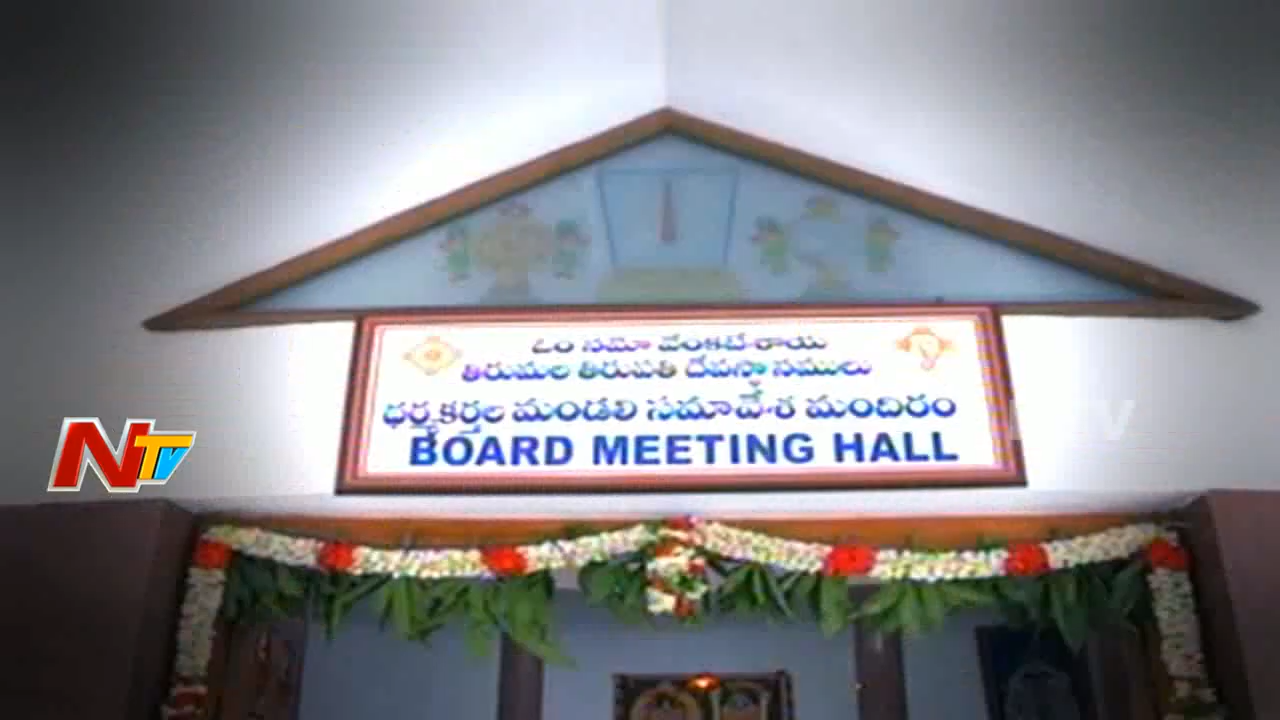 ఓం నమో వేంకటేశాయ
తిరుమల తిరుపతి దేవస్థానములు
ధర్మకర్తల మండలి సమావేశ మందిరం
BOARD MEETING HALL
NTV